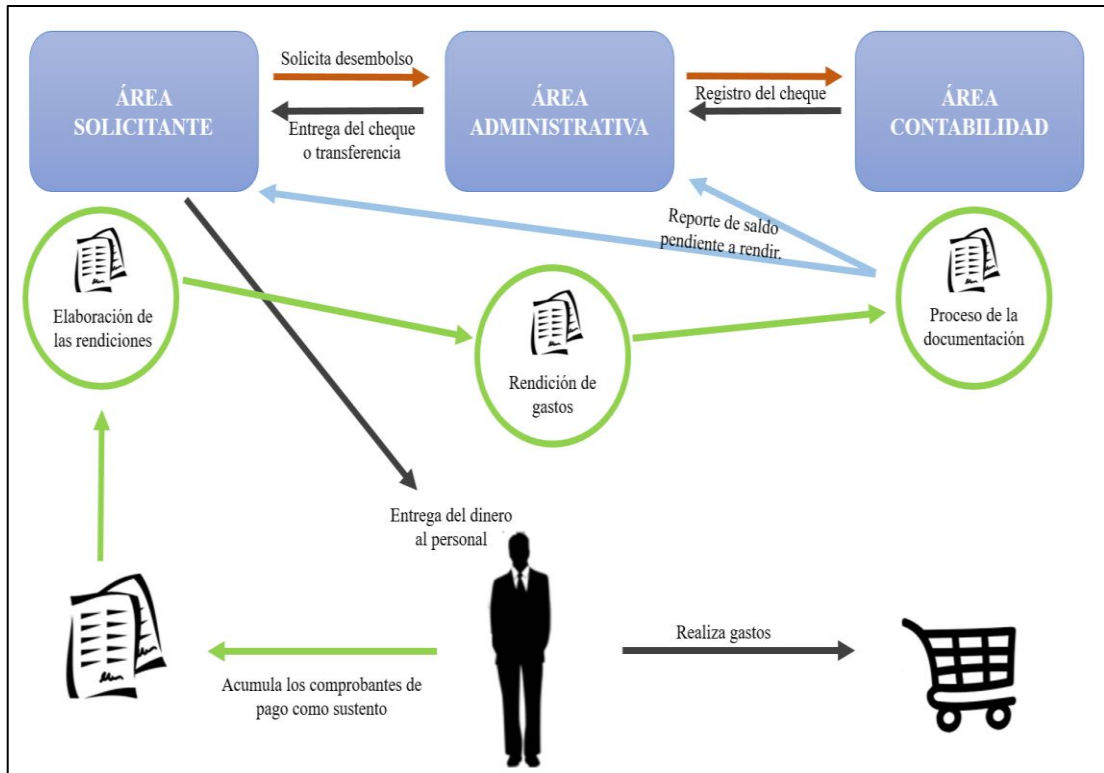 ÁREA
SOLICITANTE
Solicita desembolso
Entrega del cheque
o transferencia
ÁREA
ADMINISTRATIVA
Registro del cheque
ÁREA
CONTABILIDAD
Reporte de saldo
pendiente a rendir.
Elaboración de
las rendiciones
Rendición de
gastos
Proceso de la
documentación
Entrega del dinero
al personal
Realiza gastos
Acumula los comprobantes de
pago como sustento